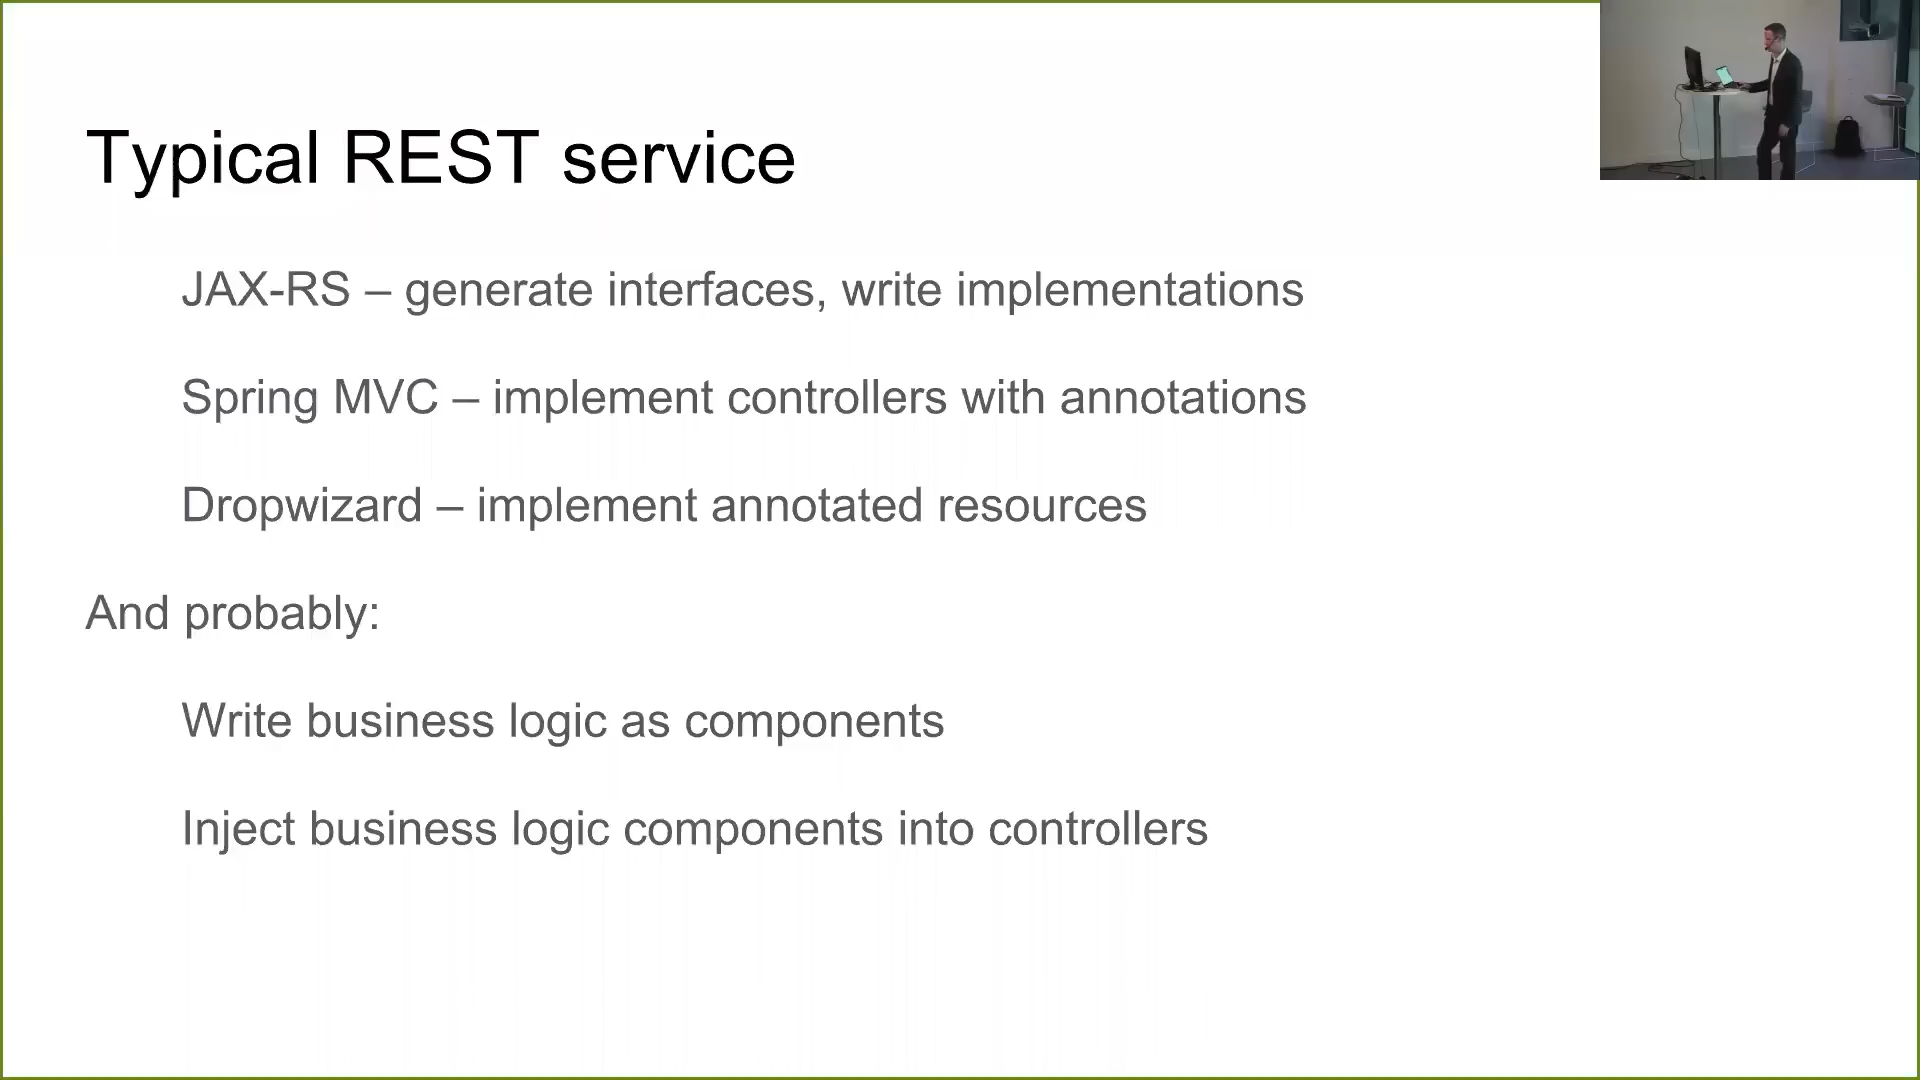 Typical REST service
JAX-RS – generate interfaces, write implementations
Spring MVC – implement controllers with annotations
Dropwizard – implement annotated resources
And probably:
Write business logic as components
Inject business logic components into controllers